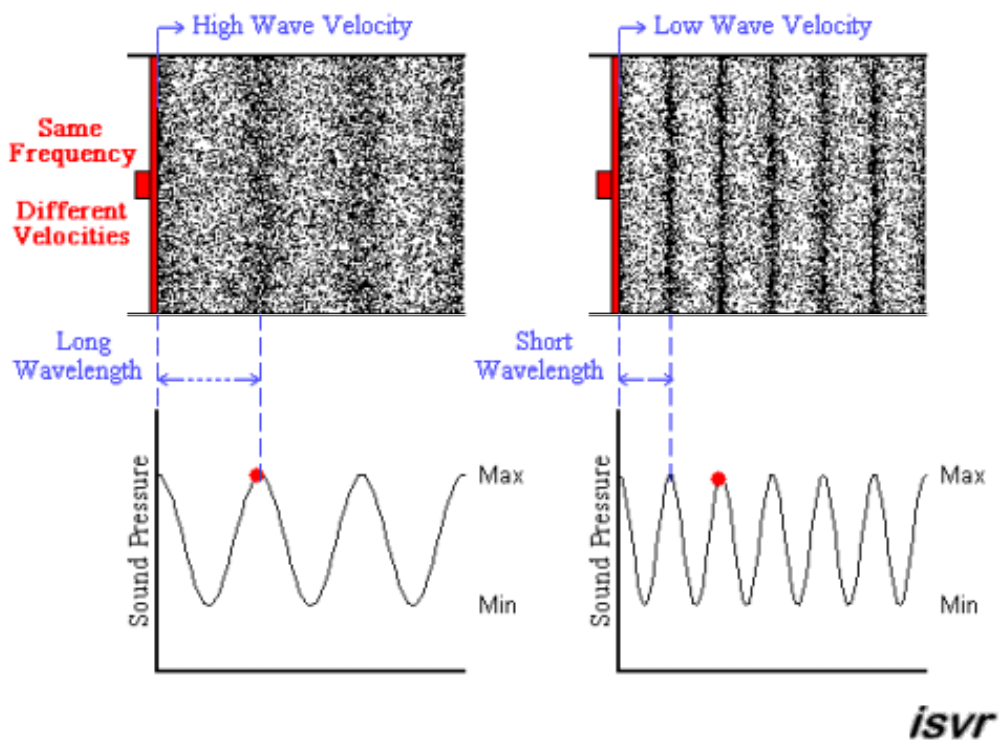 High Wave Velocity
Low Wave Velocity
Same
Frequency
Different
Velocities
Long
Wavelength
Short
Wavelength
Sound Pressure
Max
Min
Sound Pressure
Max
Min
isvr